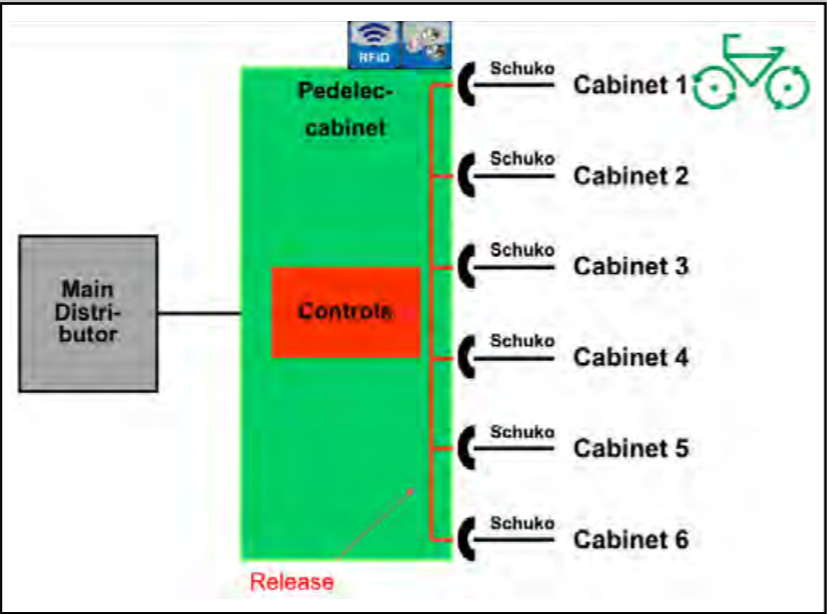 RFID
Pedelec-
cabinet
Schuko
Cabinet 1
Schuko
Cabinet 2
Schuko
Cabinet 3
Main
Distri-
butor
Controls
Schuko
Cabinet 4
Schuko
Cabinet 5
Schuko
Cabinet 6
Release